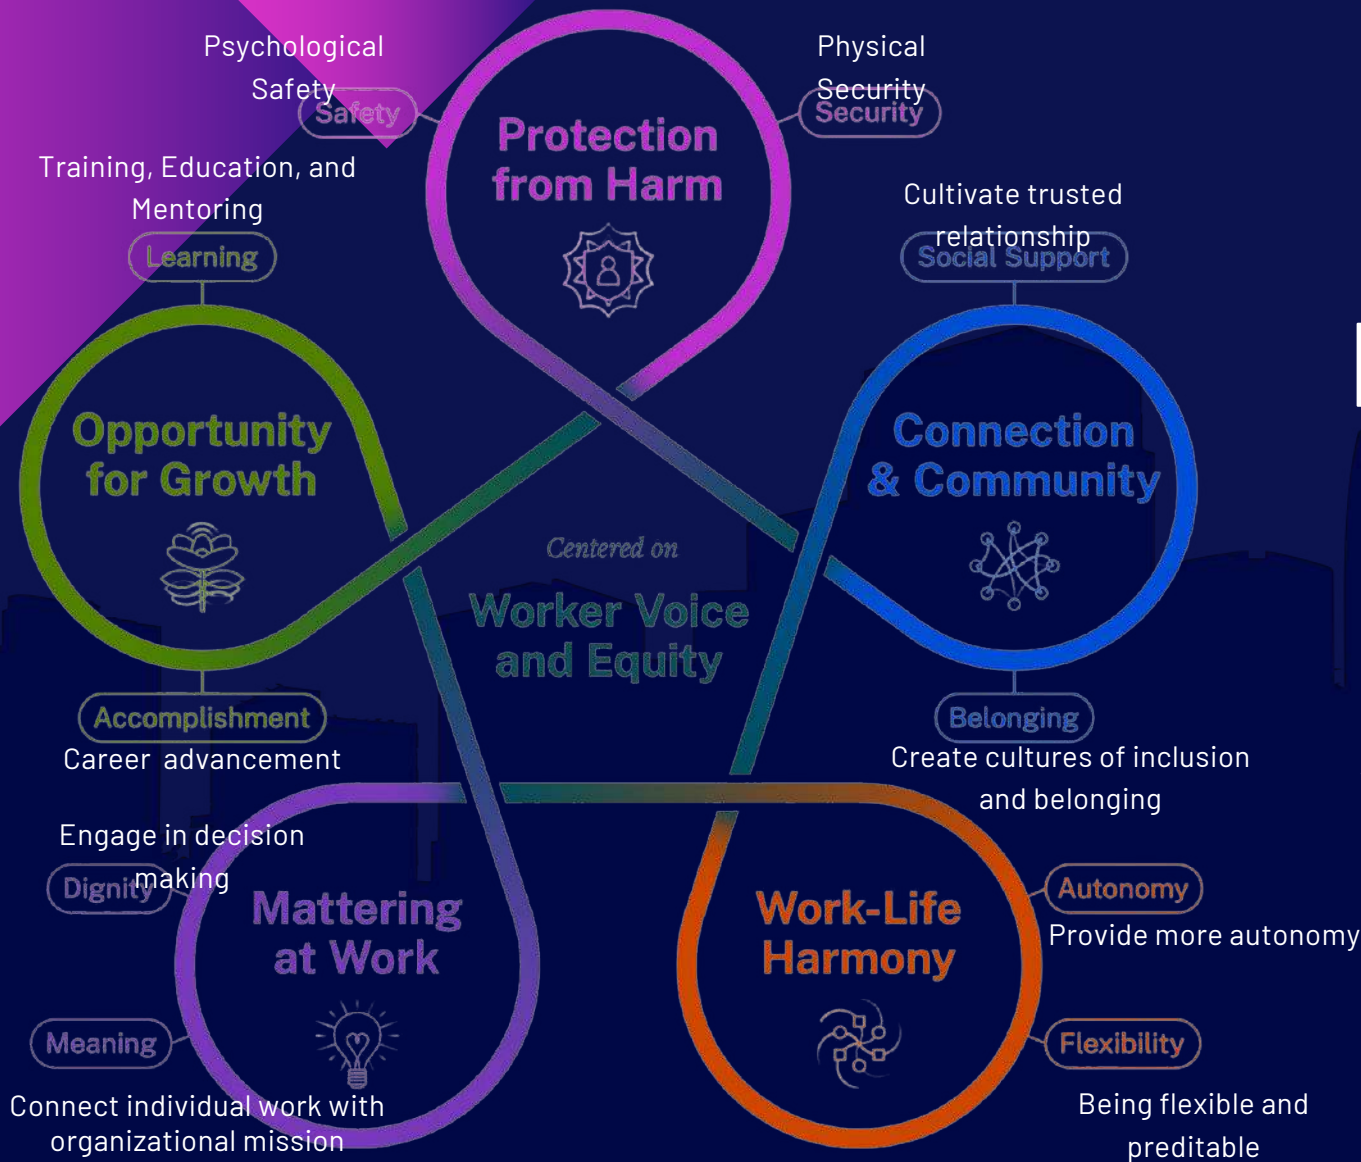 Psychological
Safety
Safety
Physical
Security
Security
Protection
from Harm
Training, Education, and
Mentoring
Learning
Cultivate trusted
relationship
Social Support
Opportunity
for Growth
Connection
& Community
Centered on
Worker Voice
and Equity
Accomplishment
Career advancement
Belonging
Create cultures of inclusion
and belonging
Engage in decision
making
Dignity
Mattering
at Work
Meaning
Connect individual work with
organizational mission
Work-Life
Harmony
Autonomy
Provide more autonomy
Flexibility
Being flexible and
preditable